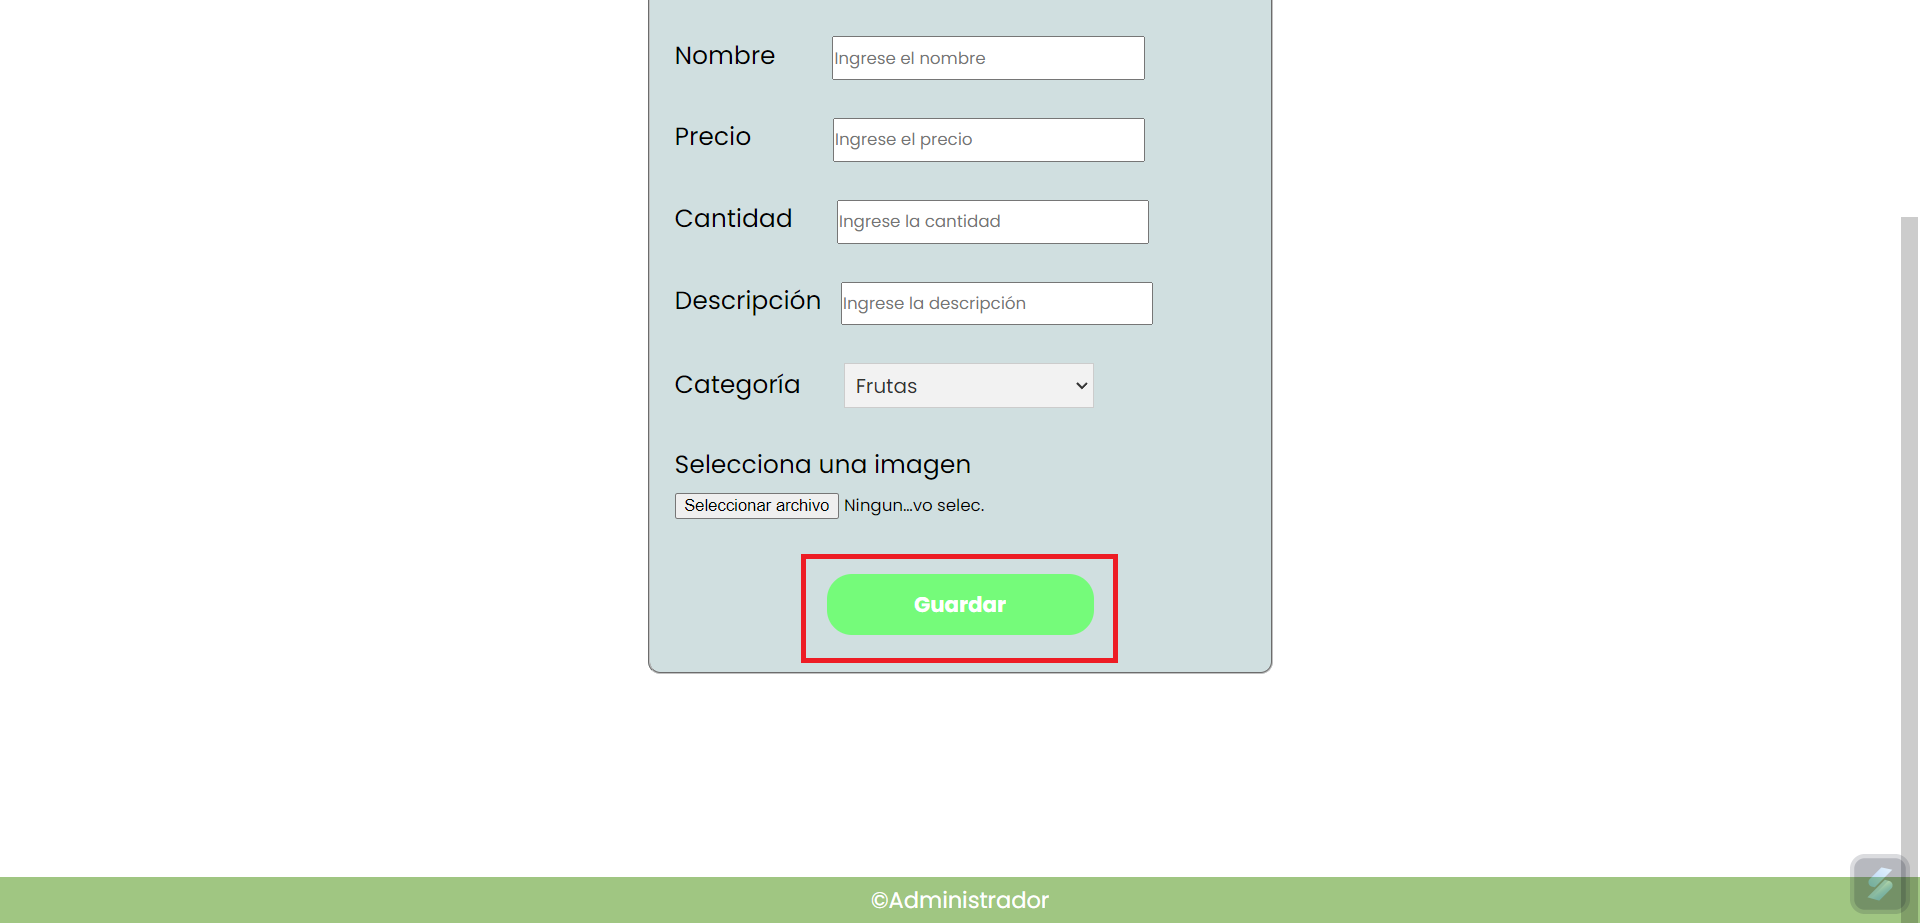 Nombre Ingrese el nombre
Precio Ingrese el precio
Cantidad Ingrese la cantidad
Descripción Ingrese la descripción
Categoría Frutas
Selecciona una imagen
Seleccionar archivo Ningun...vo selec.
Guardar
©Administrador